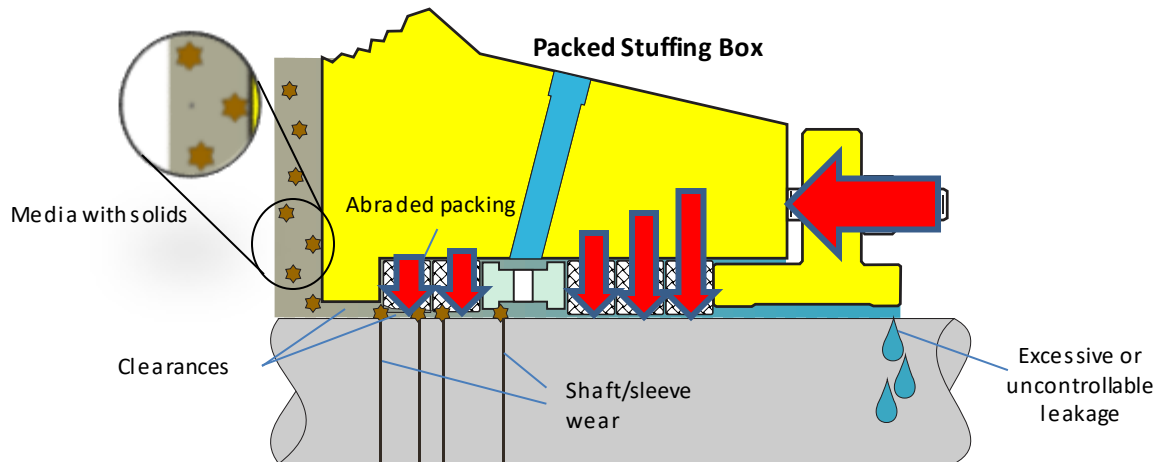 Packed Stuffing Box
Abraded packing
Media with solids
Clearances
Shaft/sleeve
wear
Excessive or
uncontrollable
leakage